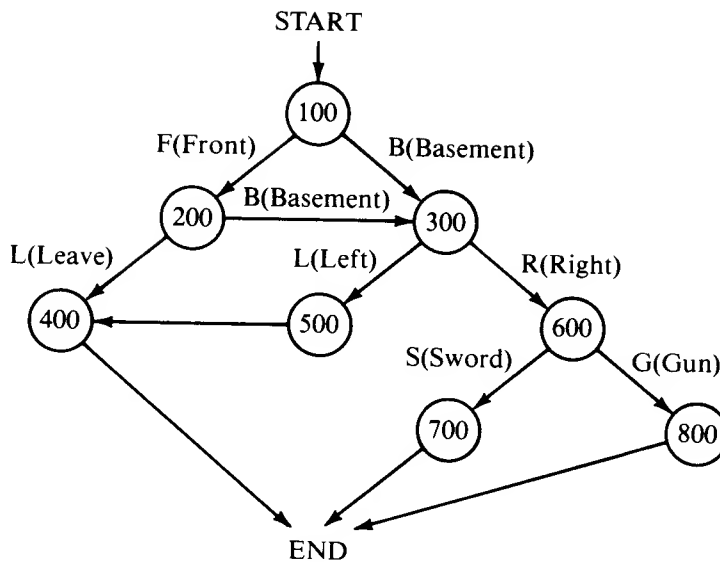 START
100
F(Front)
B(Basement)
B(Basement)
200
300
L(Leave)
L(Left)
R(Right)
400
500
600
S(Sword)
G(Gun)
700
800
END